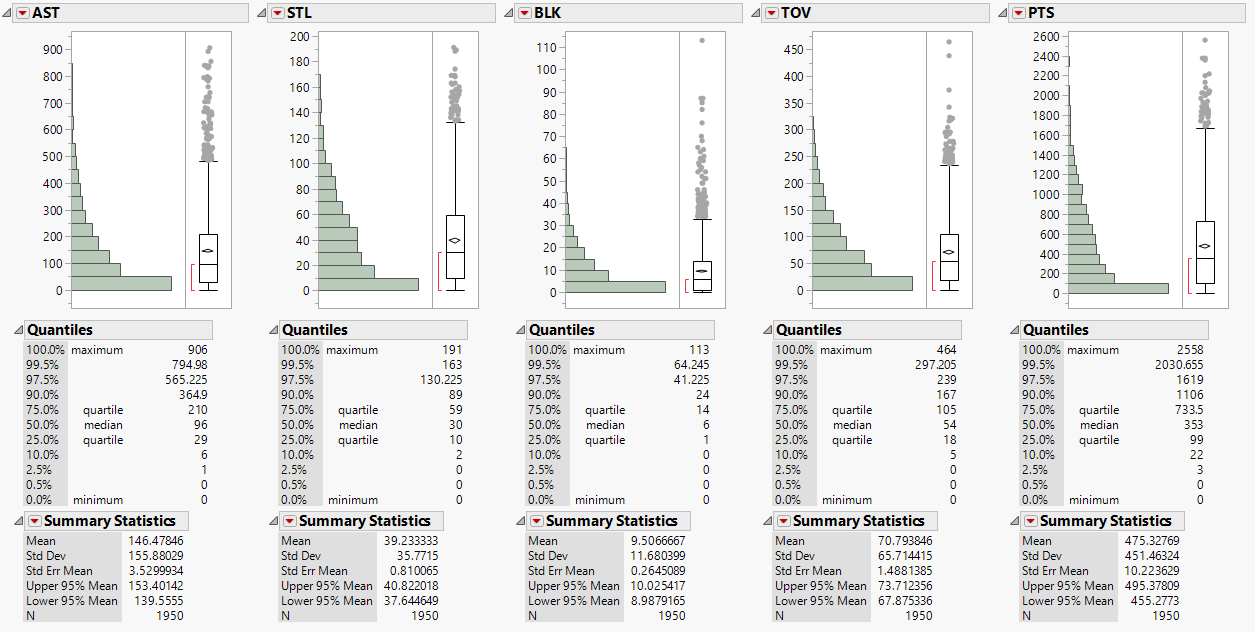 AST STL BLK TOV PTS
900
800
700
600
500
400
300
200
100
0
200
180
160
140
120
100
80
60
40
20
0
110
100
90
80
70
60
50
40
30
20
10
0
450
400
350
300
250
200
150
100
50
0
2600
2400
2200
2000
1800
1600
1400
1200
1000
800
600
400
200
0
Quantiles Quantiles Quantiles Quantiles Quantiles
100.0% maximum 906 100.0% maximum 191 100.0% maximum 113 100.0% maximum 464 100.0% maximum 2558
99.5% 794.98 99.5% 163 99.5% 64.245 99.5% 297.205 99.5% 2030.655
97.5% 565.225 97.5% 130.225 97.5% 41.225 97.5% 239 97.5% 1619
90.0% 364.9 90.0% 89 90.0% 24 90.0% 167 90.0% 1106
75.0% quartile 210 75.0% quartile 59 75.0% quartile 14 75.0% quartile 105 75.0% quartile 733.5
50.0% median 96 50.0% median 30 50.0% median 6 50.0% median 54 50.0% median 353
25.0% quartile 29 25.0% quartile 10 25.0% quartile 1 25.0% quartile 18 25.0% quartile 99
10.0% 6 10.0% 2 10.0% 0 10.0% 5 10.0% 22
2.5% 1 2.5% 0 2.5% 0 2.5% 0 2.5% 3
0.5% 0 0.5% 0 0.5% 0 0.5% 0 0.5% 0
0.0% minimum 0 0.0% minimum 0 0.0% minimum 0 0.0% minimum 0 0.0% minimum 0
Summary Statistics Summary Statistics Summary Statistics Summary Statistics Summary Statistics
Mean 146.47846 Mean 39.233333 Mean 9.5066667 Mean 70.793846 Mean 475.32769
Std Dev 155.88029 Std Dev 35.7715 Std Dev 11.680399 Std Dev 65.714415 Std Dev 451.46324
Std Err Mean 3.5299934 Std Err Mean 0.810065 Std Err Mean 0.2645089 Std Err Mean 1.4881385 Std Err Mean 10.223629
Upper 95% Mean 153.40142 Upper 95% Mean 40.822018 Upper 95% Mean 10.025417 Upper 95% Mean 73.712356 Upper 95% Mean 495.37809
Lower 95% Mean 139.5555 Lower 95% Mean 37.644649 Lower 95% Mean 8.9879165 Lower 95% Mean 67.875336 Lower 95% Mean 455.2773
N 1950 N 1950 N 1950 N 1950 N 1950